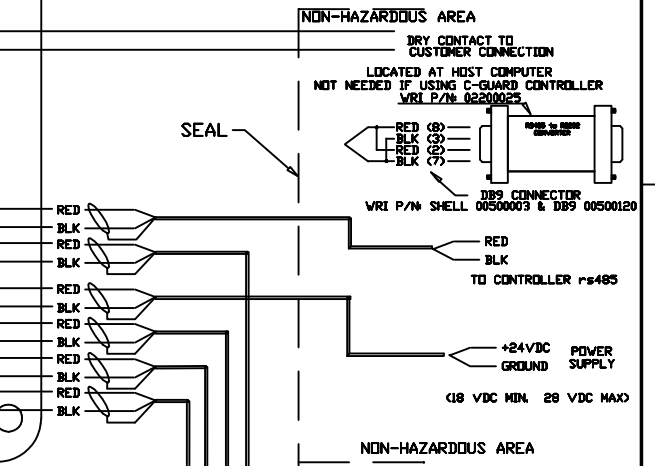 NON-HAZARDOUS AREA
DRY CONTACT TO
CUSTOMER CONNECTION
LOCATED AT HOST COMPUTER
NOT NEEDED IF USING C-GUARD CONTROLLER
WRI P/N: 02200025
RS485 to RS232
CONVERTER
SEAL
RED (8)
BLK (3)
RED (2)
BLK (7)
DB9 CONNECTOR
WRI P/N: SHELL 00500003 & DB9 00500120
RED
BLK
RED
BLK
RED
BLK
RED
BLK
RED
BLK
RED
BLK
RED
BLK
TO CONTROLLER rs485
+24VDC
GROUND
POWER
SUPPLY
(18 VDC MIN. 28 VDC MAX)
NON-HAZARDOUS AREA